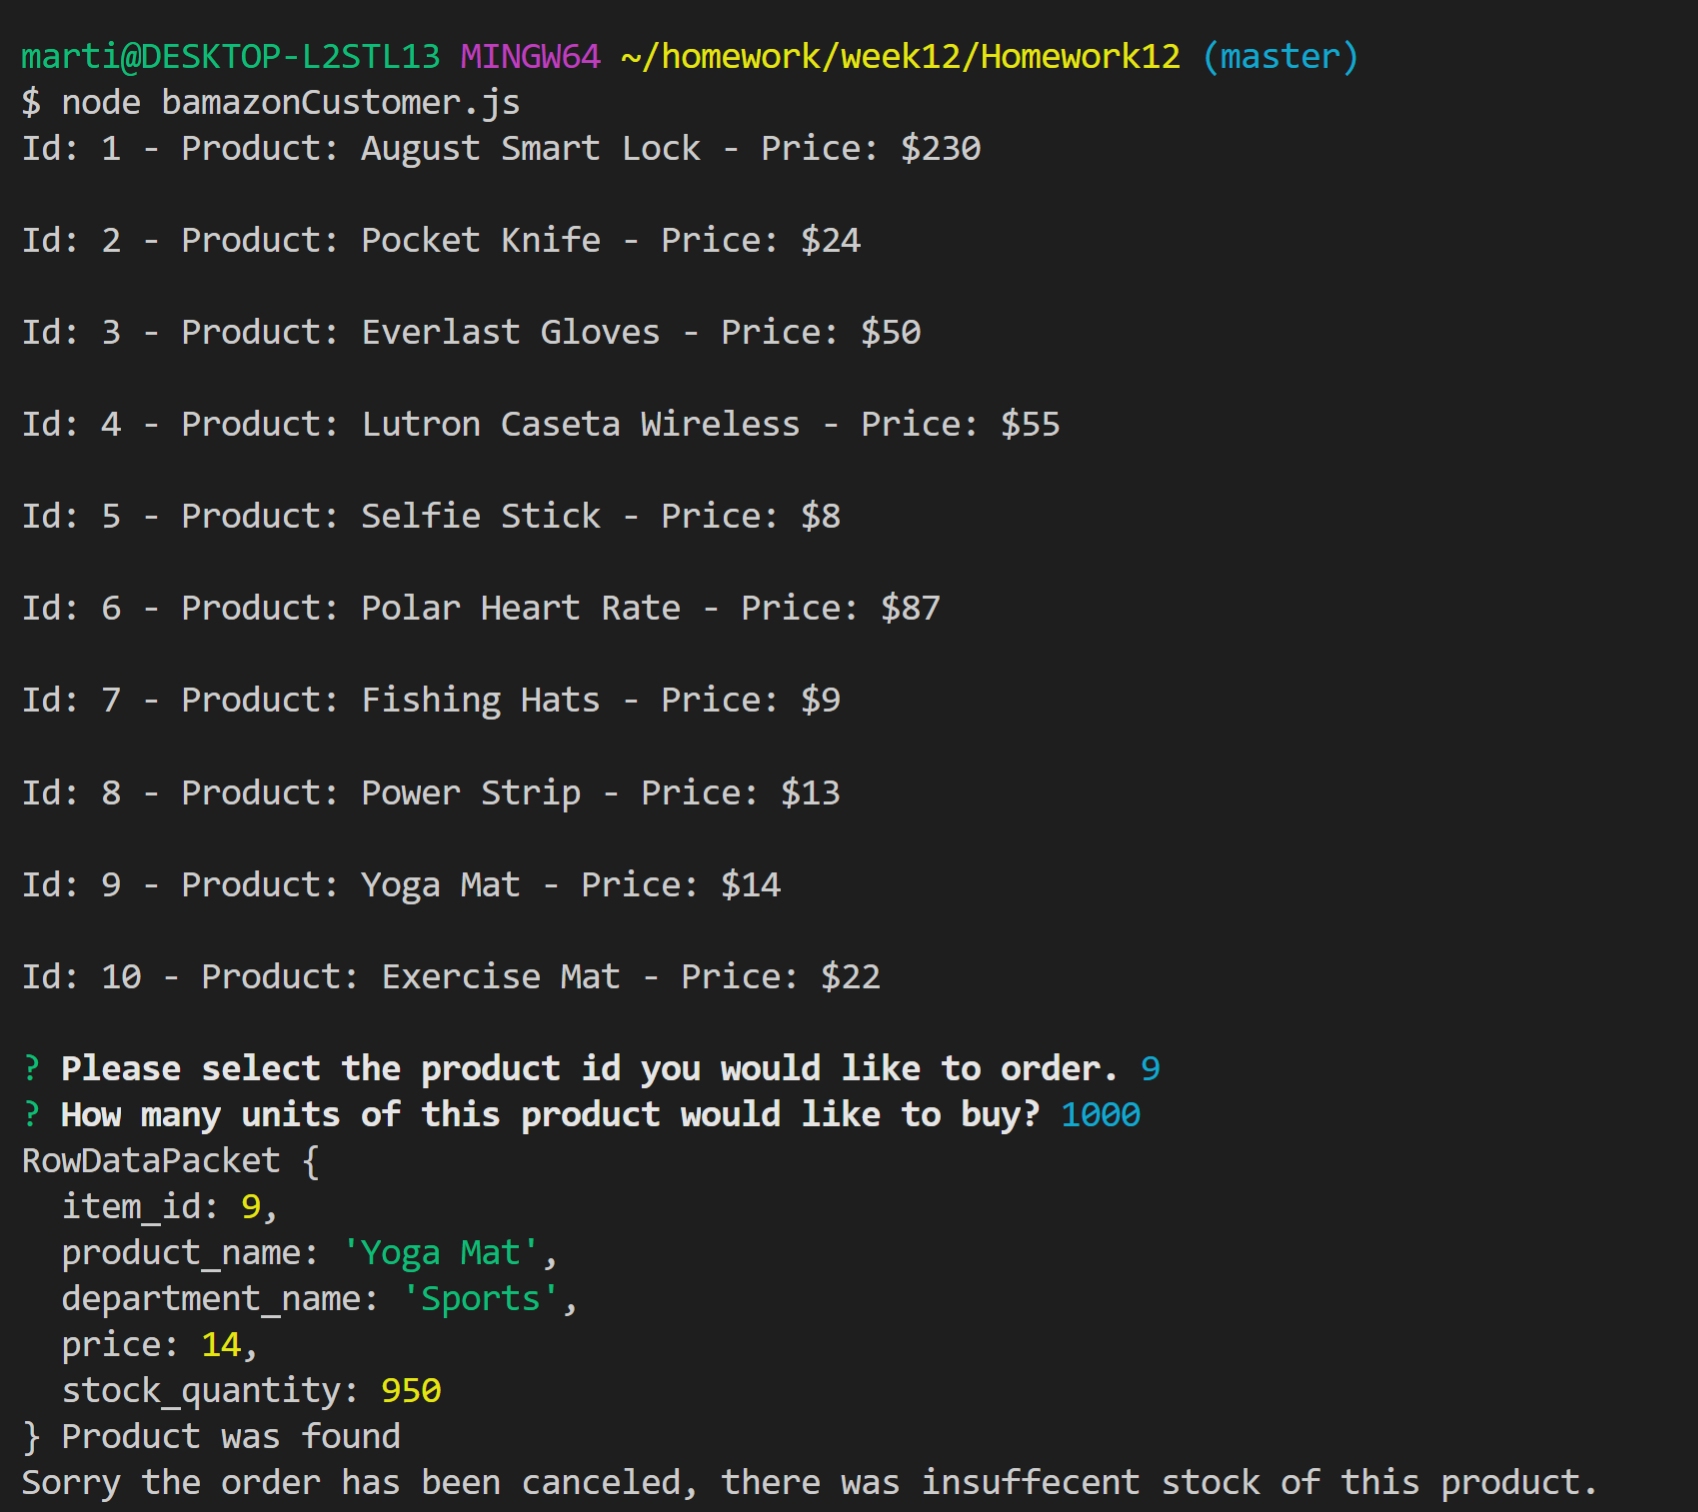 marti@DESKTOP-L2STL13 MINGW64 ~/homework/week12/Homework12 (master)
$ node bamazonCustomer.js
Id: 1 - Product: August Smart Lock - Price: $230
Id: 2 - Product: Pocket Knife - Price: $24
Id: 3 - Product: Everlast Gloves - Price: $50
Id: 4 - Product: Lutron Caseta Wireless - Price: $55
Id: 5 - Product: Selfie Stick - Price: $8
Id: 6 - Product: Polar Heart Rate - Price: $87
Id: 7 - Product: Fishing Hats - Price: $9
Id: 8 - Product: Power Strip - Price: $13
Id: 9 - Product: Yoga Mat - Price: $14
Id: 10 - Product: Exercise Mat - Price: $22
? Please select the product id you would like to order. 9
? How many units of this product would like to buy? 1000
RowDataPacket {
  item_id: 9,
  product_name: 'Yoga Mat',
  department_name: 'Sports',
  price: 14,
  stock_quantity: 950
} Product was found
Sorry the order has been canceled, there was insuffecent stock of this product.